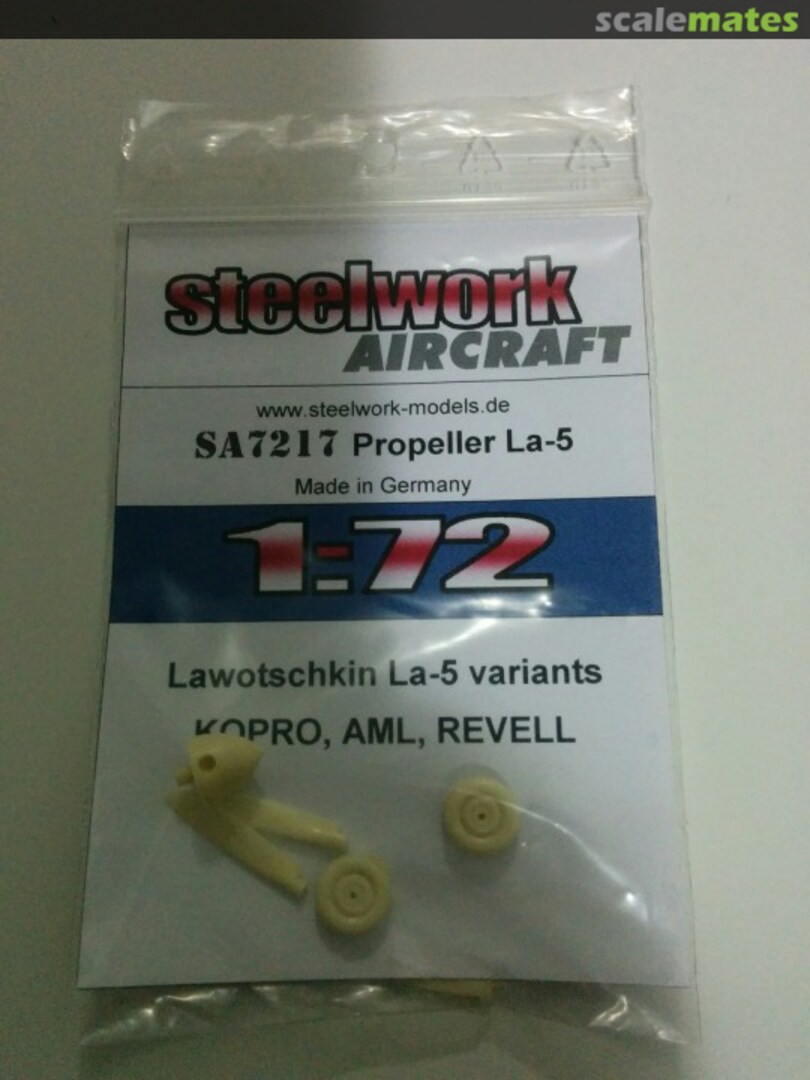 scalemates
steelwork
AIRCRAFT
www.steelwork-models.de
SA7217 Propeller La-5
Made in Germany
1:72
Lawotschkin La-5 variants
KOPRO, AML, REVELL